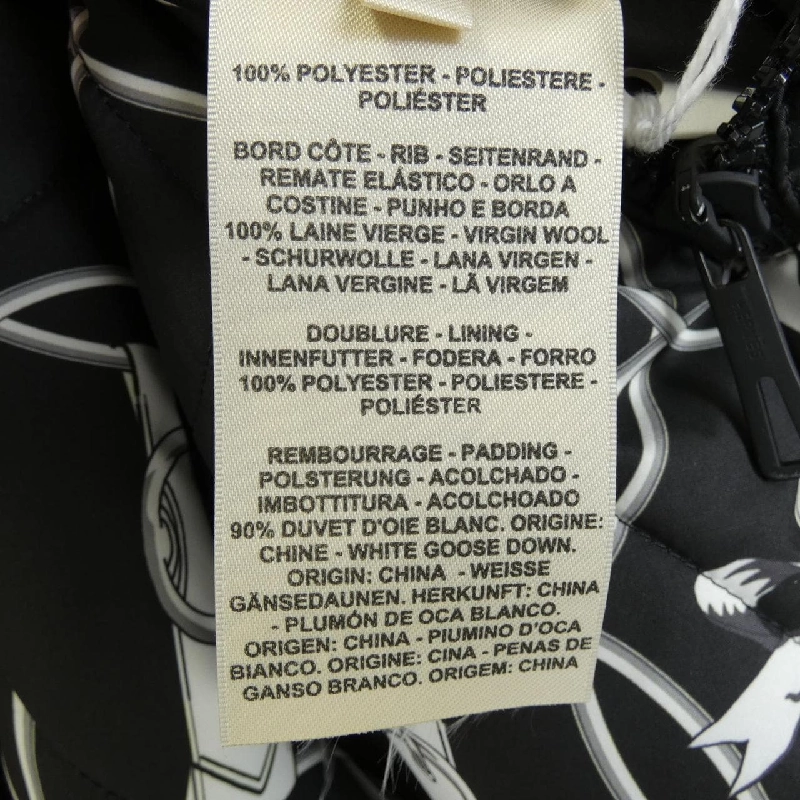 100% POLYESTER - POLIESTERE -
POLIÉSTER
BORD CÔTE - RIB - SEITENRAND -
REMATE ELÁSTICO - ORLO A
COSTINE - PUNHO E BORDA
100% LAINE VIERGE - VIRGIN WOOL
- SCHURWOLLE - LANA VIRGEN -
LANA VERGINE - LÃ VIRGEM
DOUBLURE - LINING -
INNENFUTTER - FODERA - FORRO
100% POLYESTER - POLIESTERE -
POLIÉSTER
REMBOURRAGE - PADDING -
POLSTERUNG - ACOLCHADO -
IMBOTTITURA - ACOLCHOADO
90% DUVET D'OIE BLANC. ORIGINE:
CHINE - WHITE GOOSE DOWN.
ORIGIN: CHINA - WEISSE
GÄNSEDAUNEN. HERKUNFT: CHINA
- PLUMÓN DE OCA BLANCO.
ORIGEN: CHINA - PIUMINO D'OCA
BIANCO. ORIGINE: CINA - PENAS DE
GANSO BRANCO. ORIGEM: CHINA